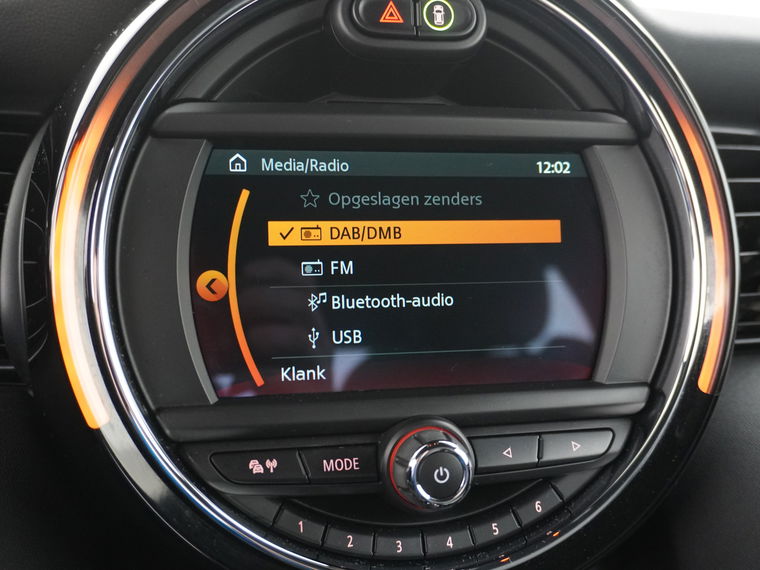 Media/Radio 12:02
Opgeslagen zenders
DAB/DMB
FM
Bluetooth-audio
USB
Klank
MODE
1 2 3 4 5 6